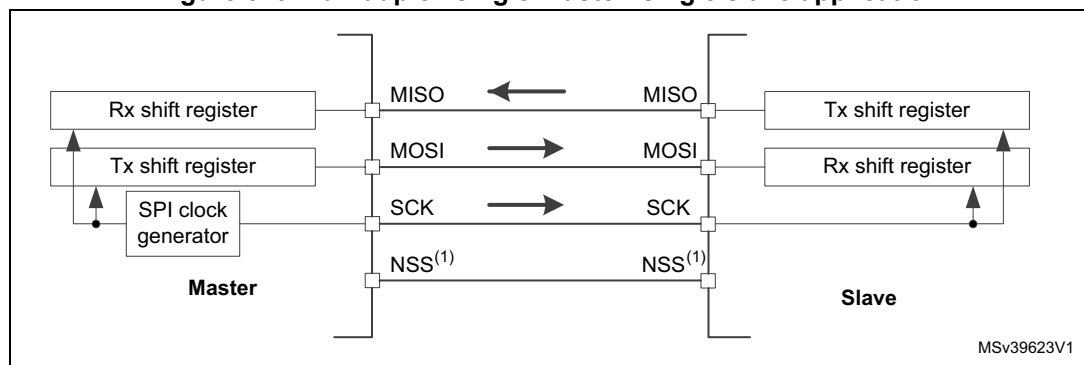 MISO MISO
Rx shift register Tx shift register
MOSI MOSI
Tx shift register Rx shift register
SPI clock
generator
SCK SCK
NSS(1) NSS(1)
Master Slave
MSv39623V1